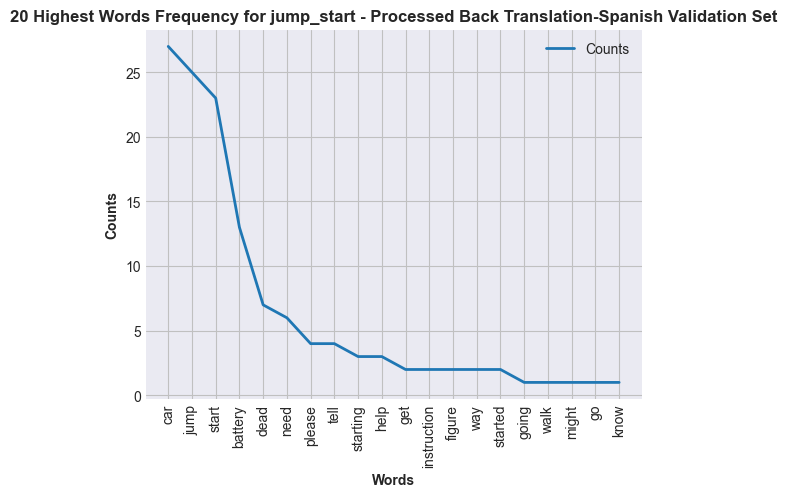 20 Highest Words Frequency for jump_start - Processed Back Translation-Spanish Validation Set
Counts
25
20
15
10
5
0
Counts
car
jump
start
battery
dead
need
please
tell
starting
help
get
instruction
figure
way
started
going
walk
might
go
know
Words